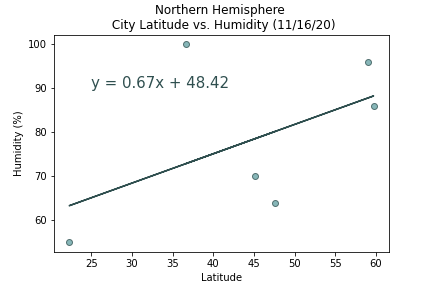 Northern Hemisphere
City Latitude vs. Humidity (11/16/20)
y = 0.67x + 48.42
Humidity (%)
100
90
80
70
60
25 30 35 40 45 50 55 60
Latitude